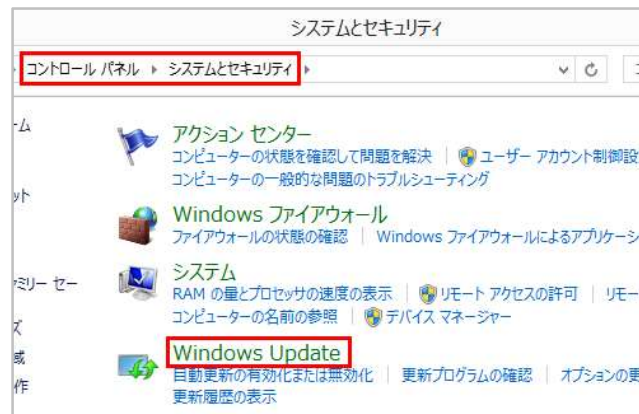 システムとセキュリティ
コントロール パネル ▸ システムとセキュリティ ▸
アクション センター
コンピューターの状態を確認して問題を解決 | ユーザー アカウント制御設
コンピューターの一般的な問題のトラブルシューティング
Windows ファイアウォール
ファイアウォールの状態の確認 | Windows ファイアウォールによるアプリケーシ
ミリー セー
システム
RAM の量とプロセッサの速度の表示 | リモート アクセスの許可 | リモー
コンピューターの名前の参照 | デバイス マネージャー
Windows Update
自動更新の有効化または無効化 | 更新プログラムの確認 | オプションの更
更新履歴の表示